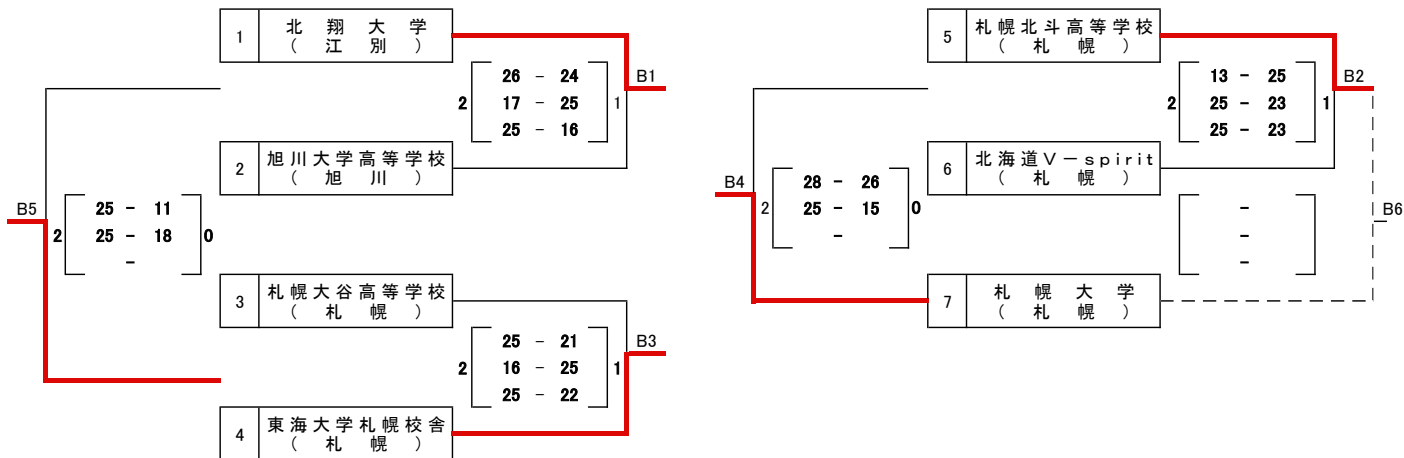 1
北翔大学
（江別）
26 - 24
17 - 25
25 - 16
2
1
B1
2
旭川大学高等学校
（旭川）
B5
25 - 11
25 - 18
-
2
0
3
札幌大谷高等学校
（札幌）
25 - 21
16 - 25
25 - 22
2
1
B3
4
東海大学札幌校舎
（札幌）
5
札幌北斗高等学校
（札幌）
13 - 25
25 - 23
25 - 23
2
1
B2
6
北海道V－spirit
（札幌）
B4
28 - 26
25 - 15
-
2
0
-
-
-
B6
7
札幌大学
（札幌）